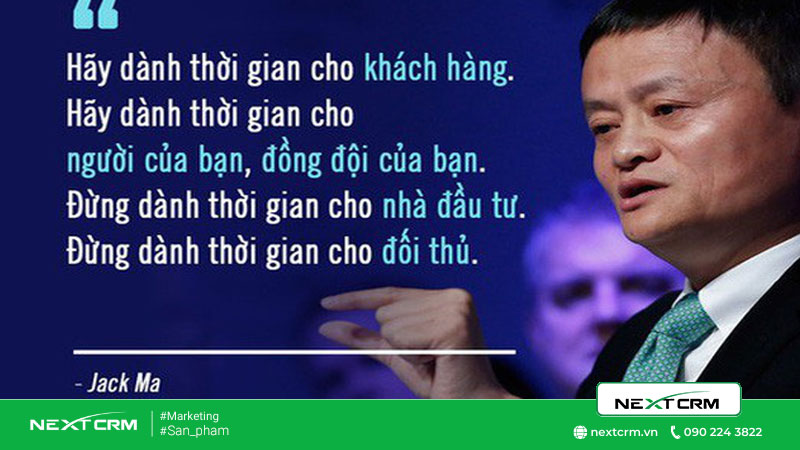 Hãy dành thời gian cho khách hàng.
Hãy dành thời gian cho
người của bạn, đồng đội của bạn.
Đừng dành thời gian cho nhà đầu tư.
Đừng dành thời gian cho đối thủ.
- Jack Ma
NEXTCRM
#Marketing
#San_pham
NEXTCRM
nextcrm.vn 090 224 3822